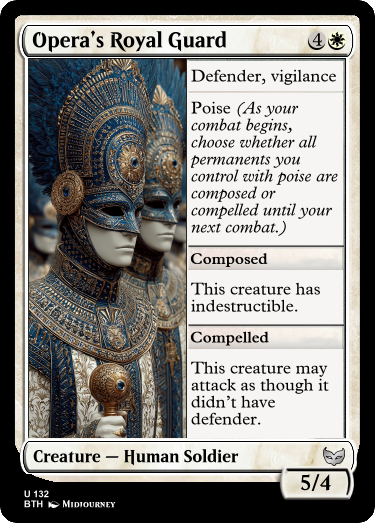 Opera's Royal Guard 4
Defender, vigilance
Poise (As your
combat begins,
choose whether all
permanents you
control with poise are
composed or
compelled until your
next combat.)
Composed
This creature has
indestructible.
Compelled
This creature may
attack as though it
didn't have
defender.
Creature — Human Soldier
5/4
U 132
BTH Midjourney